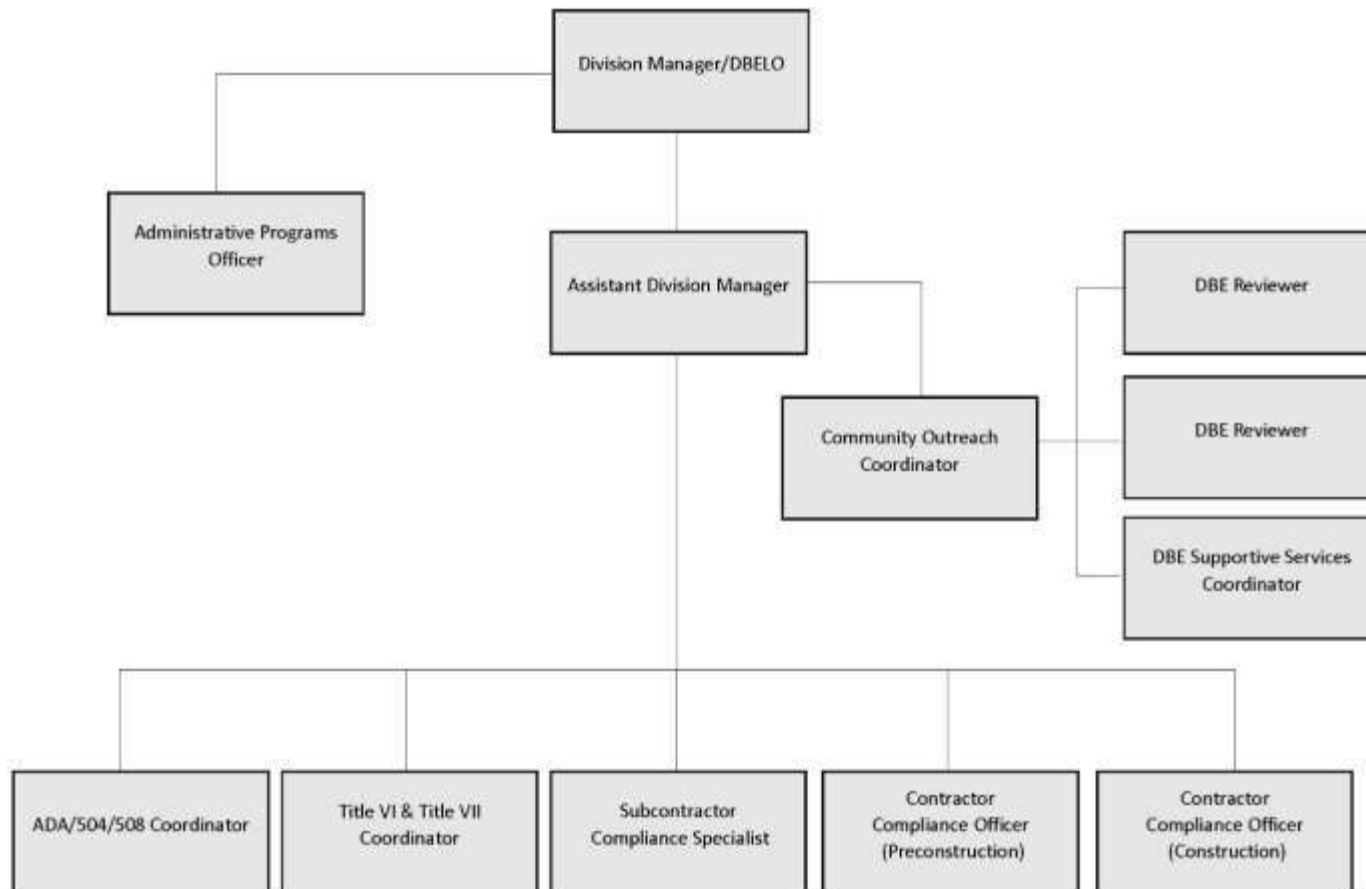 Division Manager/DBELO
Administrative Programs
Officer
Assistant Division Manager
DBE Reviewer
Community Outreach
Coordinator
DBE Reviewer
DBE Supportive Services
Coordinator
ADA/504/508 Coordinator
Title VI & Title VII
Coordinator
Subcontractor
Compliance Specialist
Contractor
Compliance Officer
(Preconstruction)
Contractor
Compliance Officer
(Construction)